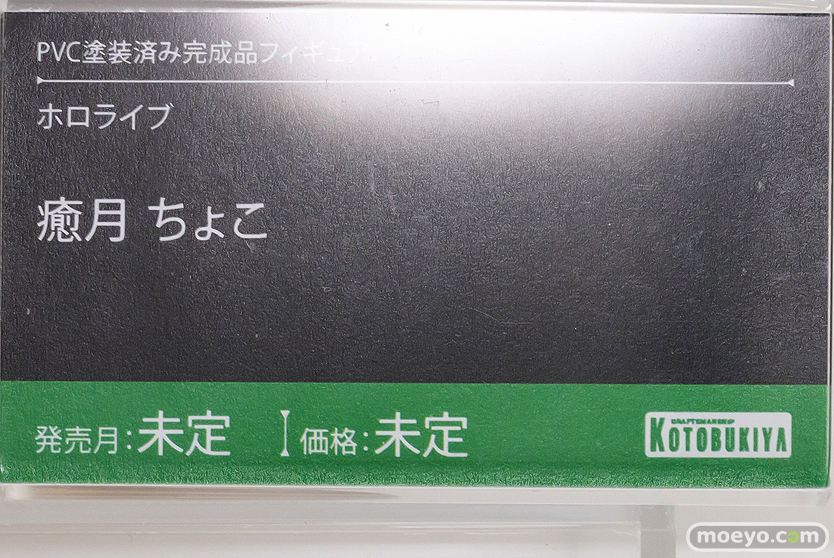 PVC塗装済み完成品フィギュア
ホロライブ
癒月 ちょこ
発売月:未定 価格:未定
CRAFTSMANSHIP
KOTOBUKIYA
moeyo.com